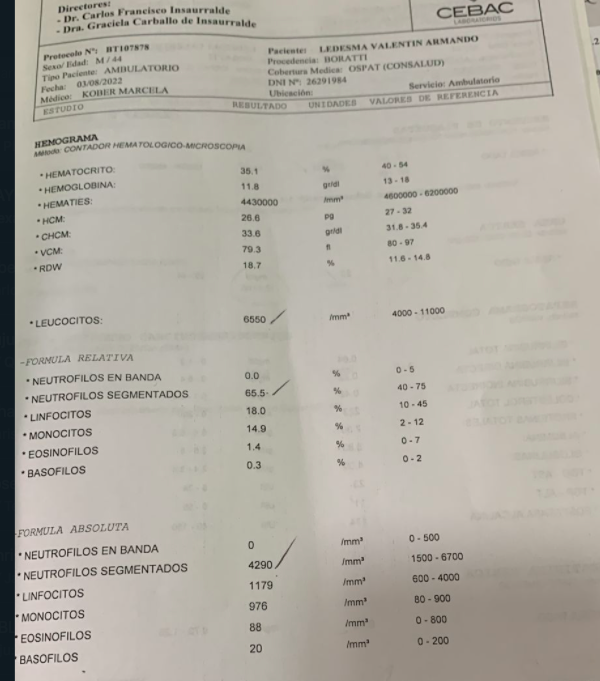 Directores:
- Dr. Carlos Francisco Insaurralde
- Dra. Graciela Carballo de Insaurralde
CEBAC
LABORATORIOS
Protocolo Nº: BT107878
Sexo/ Edad: M / 44
Tipo Paciente: AMBULATORIO
Fecha: 03/08/2022
Médico: KOBER MARCELA
Paciente: LEDESMA VALENTIN ARMANDO
Procedencia: BORATTI
Cobertura Medica: OSPAT (CONSALUD)
DNI Nº: 26291984
Ubicación: Servicio: Ambulatorio
ESTUDIO RESULTADO UNIDADES VALORES DE REFERENCIA
HEMOGRAMA
Método: CONTADOR HEMATOLOGICO-MICROSCOPIA
* HEMATOCRITO: 35.1 % 40 - 54
* HEMOGLOBINA: 11.8 gr/dl 13 - 18
* HEMATIES: 4430000 /mm³ 4600000 - 6200000
* HCM: 26.6 pg 27 - 32
* CHCM: 33.6 gr/dl 31.8 - 35.4
* VCM: 79.3 fl 80 - 97
* RDW 18.7 % 11.6 - 14.8
* LEUCOCITOS: 6550 /mm³ 4000 - 11000
-FORMULA RELATIVA
* NEUTROFILOS EN BANDA 0.0 % 0 - 5
* NEUTROFILOS SEGMENTADOS 65.5 % 40 - 75
* LINFOCITOS 18.0 % 10 - 45
* MONOCITOS 14.9 % 2 - 12
* EOSINOFILOS 1.4 % 0 - 7
* BASOFILOS 0.3 % 0 - 2
-FORMULA ABSOLUTA
* NEUTROFILOS EN BANDA 0 /mm³ 0 - 500
* NEUTROFILOS SEGMENTADOS 4290 /mm³ 1500 - 6700
* LINFOCITOS 1179 /mm³ 600 - 4000
* MONOCITOS 976 /mm³ 80 - 900
* EOSINOFILOS 88 /mm³ 0 - 800
* BASOFILOS 20 /mm³ 0 - 200